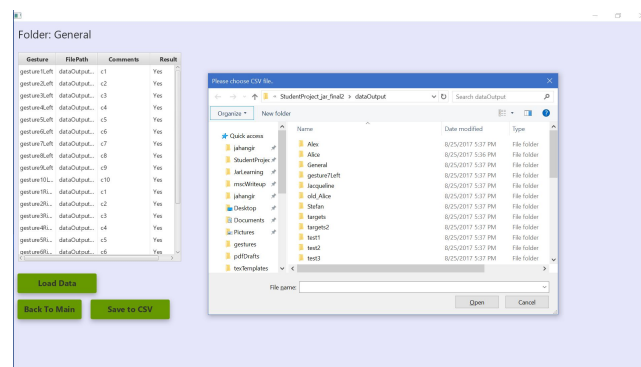 Folder: General
Gesture FilePath Comments Result
gesture1Left dataOutput... c1 Yes
gesture2Left dataOutput... c2 Yes
gesture3Left dataOutput... c3 Yes
gesture4Left dataOutput... c4 Yes
gesture5Left dataOutput... c5 Yes
gesture6Left dataOutput... c6 Yes
gesture7Left dataOutput... c7 Yes
gesture8Left dataOutput... c8 Yes
gesture9Left dataOutput... c9 Yes
gesture10L... dataOutput... c10 Yes
gesture1Ri... dataOutput... c1 Yes
gesture2Ri... dataOutput... c2 Yes
gesture3Ri... dataOutput... c3 Yes
gesture4Ri... dataOutput... c4 Yes
gesture5Ri... dataOutput... c5 Yes
gesture6Ri... dataOutput... c6 Yes
Load Data
Back To Main Save to CSV
Please choose CSV file..
StudentProject_jar_final2 > dataOutput Search dataOutput
Organize New folder
Name Date modified Type
Quick access
jahangir
StudentProjec
JarLearning
mscWriteup
jahangir
Desktop
Documents
Pictures
gestures
pdfDrafts
texTemplates
Alex 8/25/2017 5:37 PM File folder
Alice 8/25/2017 5:36 PM File folder
General 8/25/2017 5:37 PM File folder
gesture7Left 8/25/2017 5:37 PM File folder
Jacqueline 8/25/2017 5:37 PM File folder
old_Alice 8/25/2017 5:37 PM File folder
Stefan 8/25/2017 5:37 PM File folder
targets 8/25/2017 5:37 PM File folder
targets2 8/25/2017 5:37 PM File folder
test1 8/25/2017 5:37 PM File folder
test2 8/25/2017 5:37 PM File folder
test3 8/25/2017 5:37 PM File folder
File name:
Open Cancel